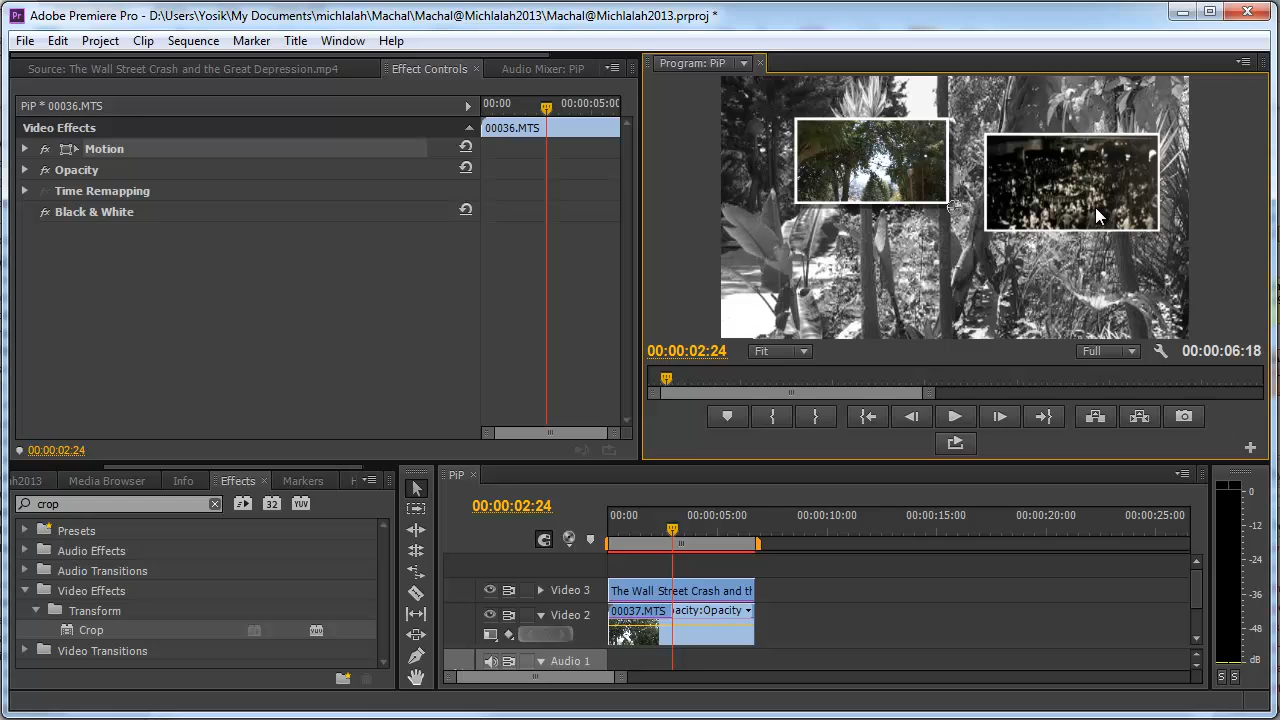 Adobe Premiere Pro - D:\Users\Yosik\My Documents\michlalah\Machal\Machal@Michlalah2013\Machal@Michlalah2013.prproj *
File Edit Project Clip Sequence Marker Title Window Help
Source: The Wall Street Crash and the Great Depression.mp4 Effect Controls Audio Mixer: PiP
Program: PiP
PiP * 00036.MTS
00:00 00:00:05:00
Video Effects
00036.MTS
fx Motion
fx Opacity
fx Time Remapping
fx Black & White
00:00:02:24 Fit Full 00:00:06:18
00:00:02:24
h2013 Media Browser Info Effects Markers H
crop 32 YUV
Presets
Audio Effects
Audio Transitions
Video Effects
Transform
Crop YUV
Video Transitions
PiP
00:00:02:24
00:00 00:00:05:00 00:00:10:00 00:00:15:00 00:00:20:00 00:00:25:00
Video 3 The Wall Street Crash and th
Video 2 00037.MTS pacity:Opacity
Audio 1
0
-12
-24
-36
-48
dB
S S